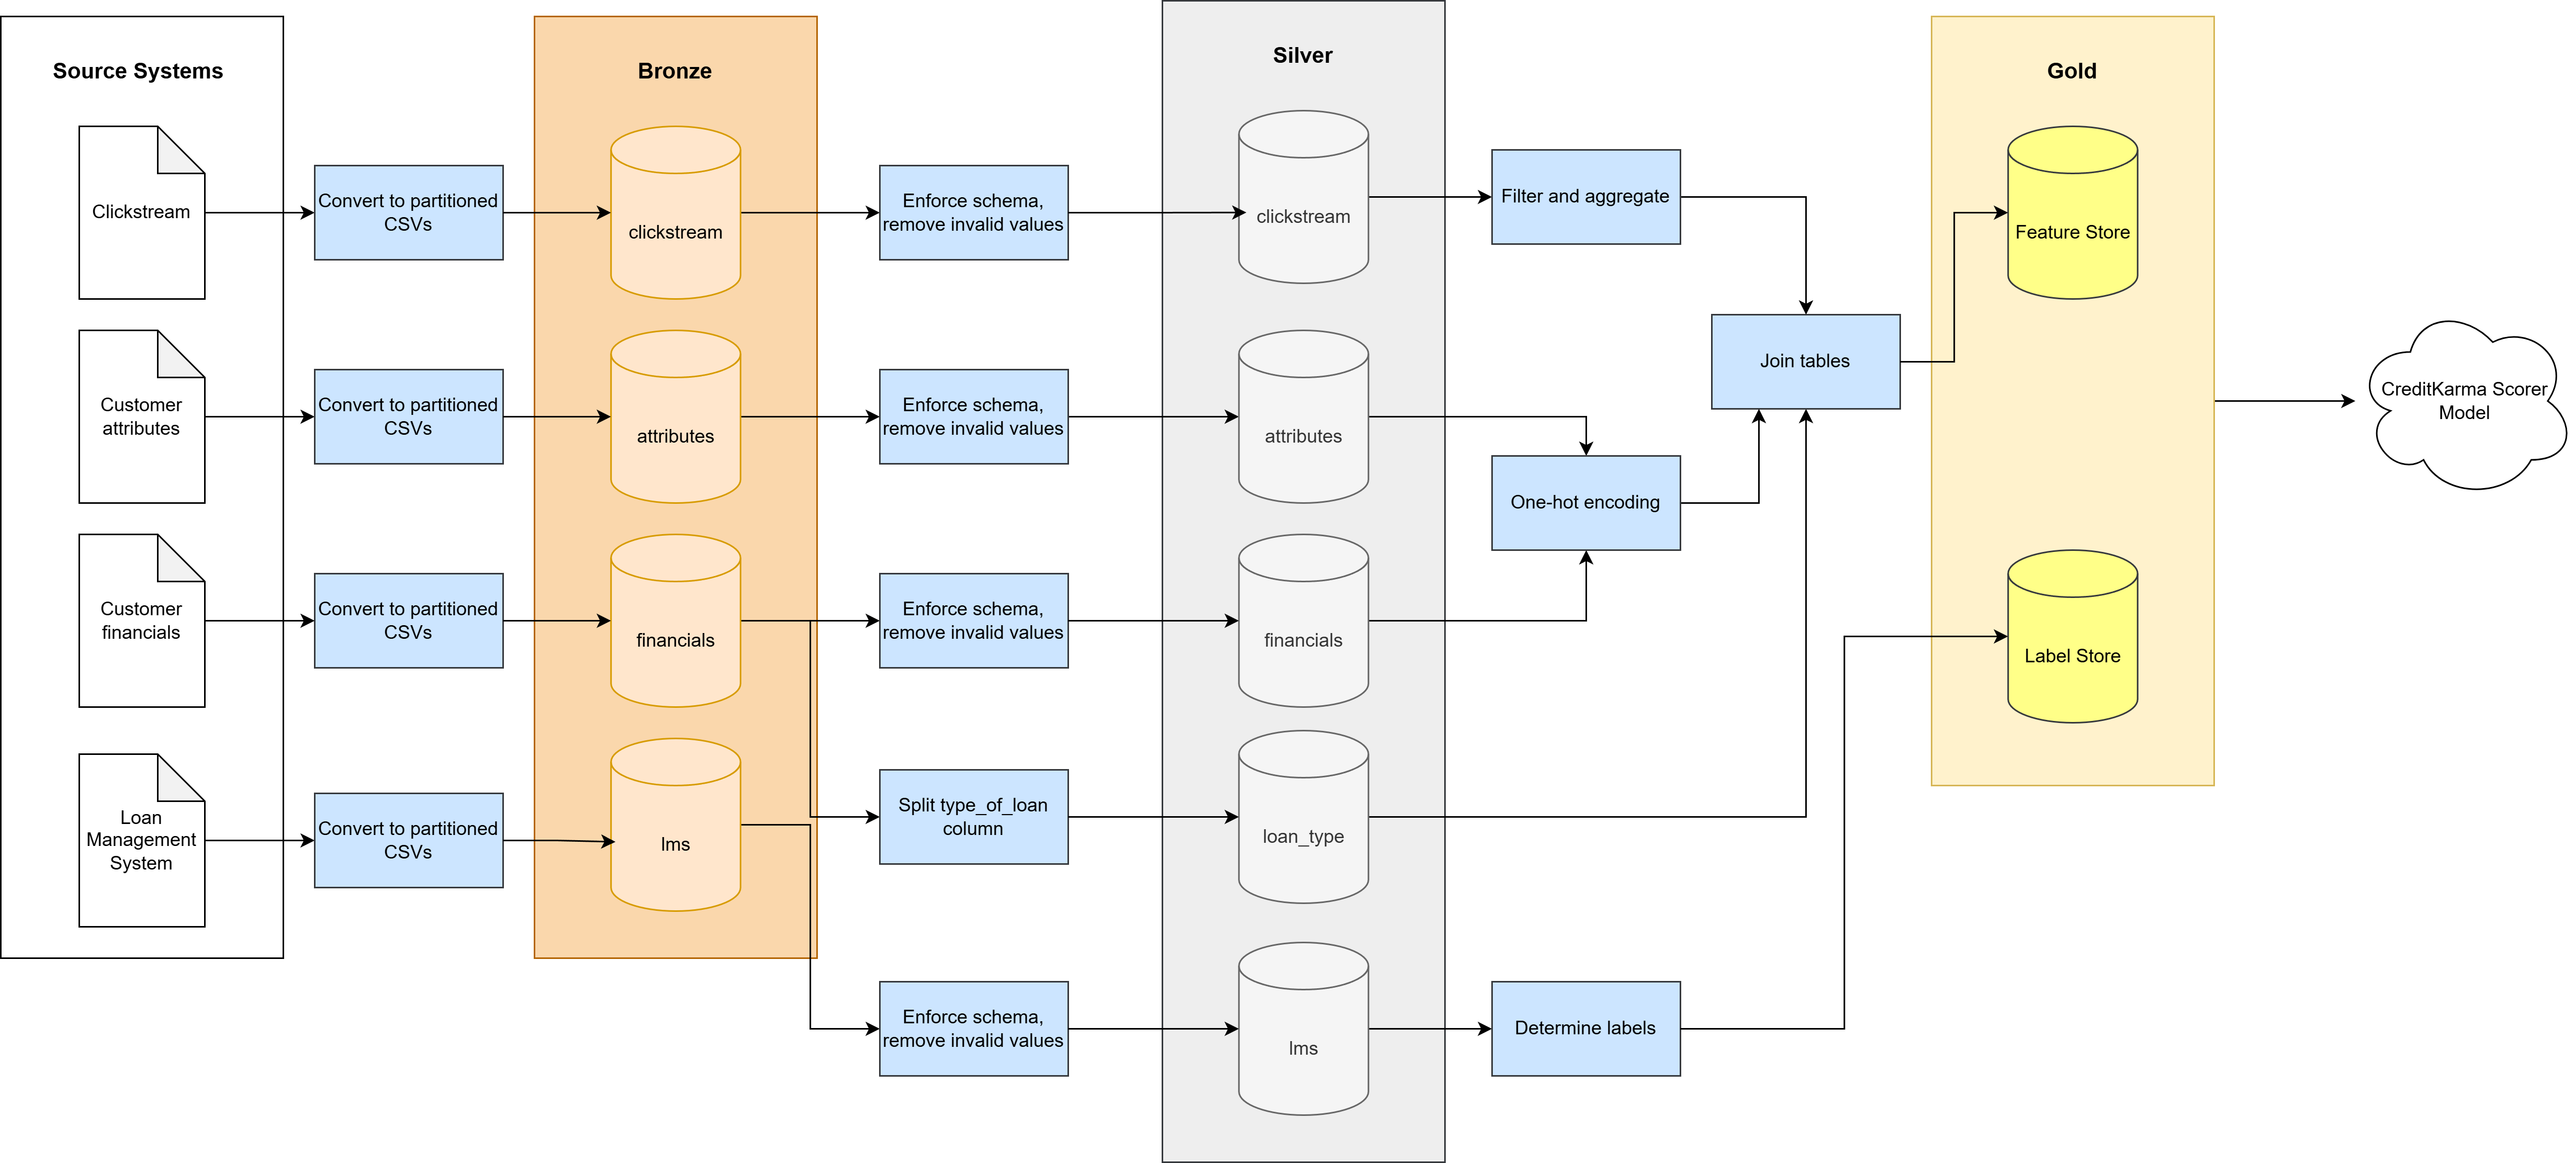 Source Systems
Bronze
Silver
Gold
Clickstream
Convert to partitioned
CSVs
clickstream
Enforce schema,
remove invalid values
clickstream
Filter and aggregate
Feature Store
Customer
attributes
Convert to partitioned
CSVs
attributes
Enforce schema,
remove invalid values
attributes
One-hot encoding
Join tables
CreditKarma Scorer
Model
Customer
financials
Convert to partitioned
CSVs
financials
Enforce schema,
remove invalid values
financials
Label Store
Loan
Management
System
Convert to partitioned
CSVs
lms
Split type_of_loan
column
loan_type
Enforce schema,
remove invalid values
lms
Determine labels